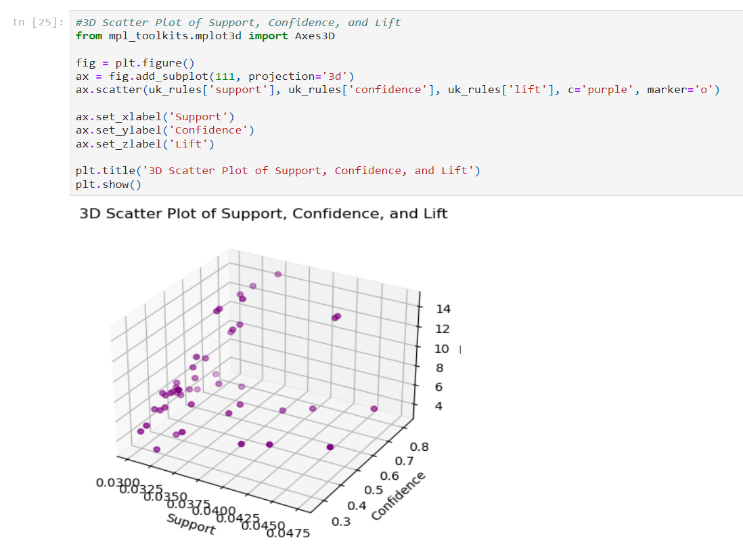 In [25]: #3D Scatter Plot of Support, Confidence, and Lift
from mpl_toolkits.mplot3d import Axes3D
fig = plt.figure()
ax = fig.add_subplot(111, projection='3d')
ax.scatter(uk_rules['support'], uk_rules['confidence'], uk_rules['lift'], c='purple', marker='o')
ax.set_xlabel('Support')
ax.set_ylabel('Confidence')
ax.set_zlabel('Lift')
plt.title('3D Scatter Plot of Support, Confidence, and Lift')
plt.show()
3D Scatter Plot of Support, Confidence, and Lift
14
12
10
8
6
4
0.8
0.7
0.6
0.5
0.4
0.3
Confidence
0.0300
0.0325
0.0350
0.0375
0.0400
0.0425
0.0450
0.0475
Support